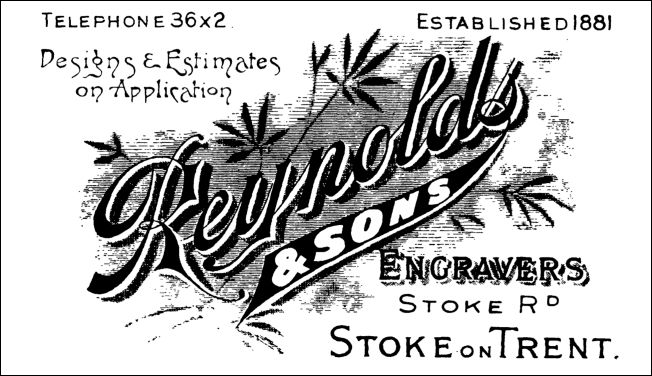 TELEPHONE 36x2
ESTABLISHED 1881
Designs & Estimates
on Application
Reynolds
& SONS
ENGRAVERS
STOKE RD
STOKE ON TRENT.